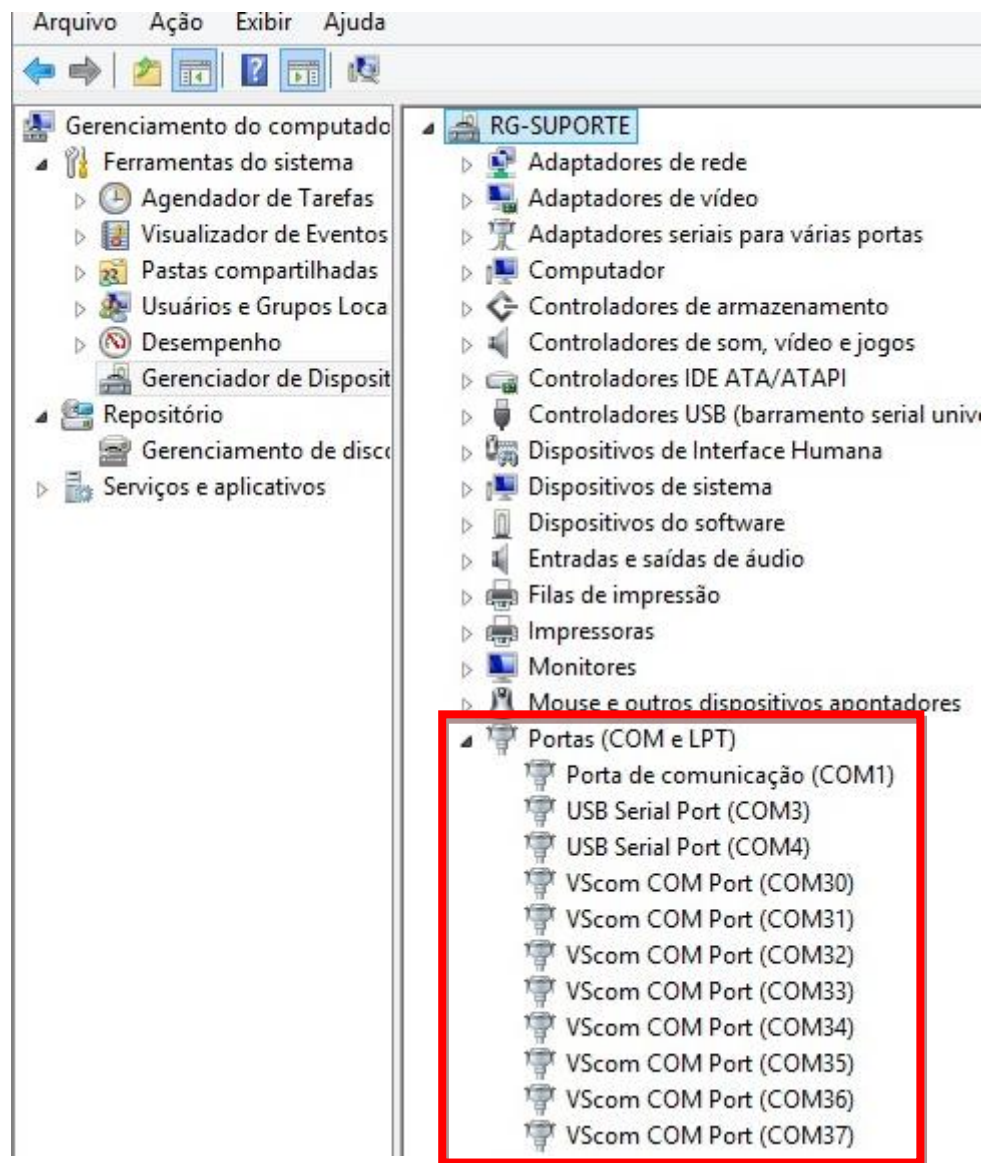 Arquivo Ação Exibir Ajuda
Gerenciamento do computado
Ferramentas do sistema
Agendador de Tarefas
Visualizador de Eventos
Pastas compartilhadas
Usuários e Grupos Loca
Desempenho
Gerenciador de Disposit
Repositório
Gerenciamento de disc
Serviços e aplicativos
RG-SUPORTE
Adaptadores de rede
Adaptadores de vídeo
Adaptadores seriais para várias portas
Computador
Controladores de armazenamento
Controladores de som, vídeo e jogos
Controladores IDE ATA/ATAPI
Controladores USB (barramento serial unive
Dispositivos de Interface Humana
Dispositivos de sistema
Dispositivos do software
Entradas e saídas de áudio
Filas de impressão
Impressoras
Monitores
Mouse e outros dispositivos apontadores
Portas (COM e LPT)
Porta de comunicação (COM1)
USB Serial Port (COM3)
USB Serial Port (COM4)
VScom COM Port (COM30)
VScom COM Port (COM31)
VScom COM Port (COM32)
VScom COM Port (COM33)
VScom COM Port (COM34)
VScom COM Port (COM35)
VScom COM Port (COM36)
VScom COM Port (COM37)